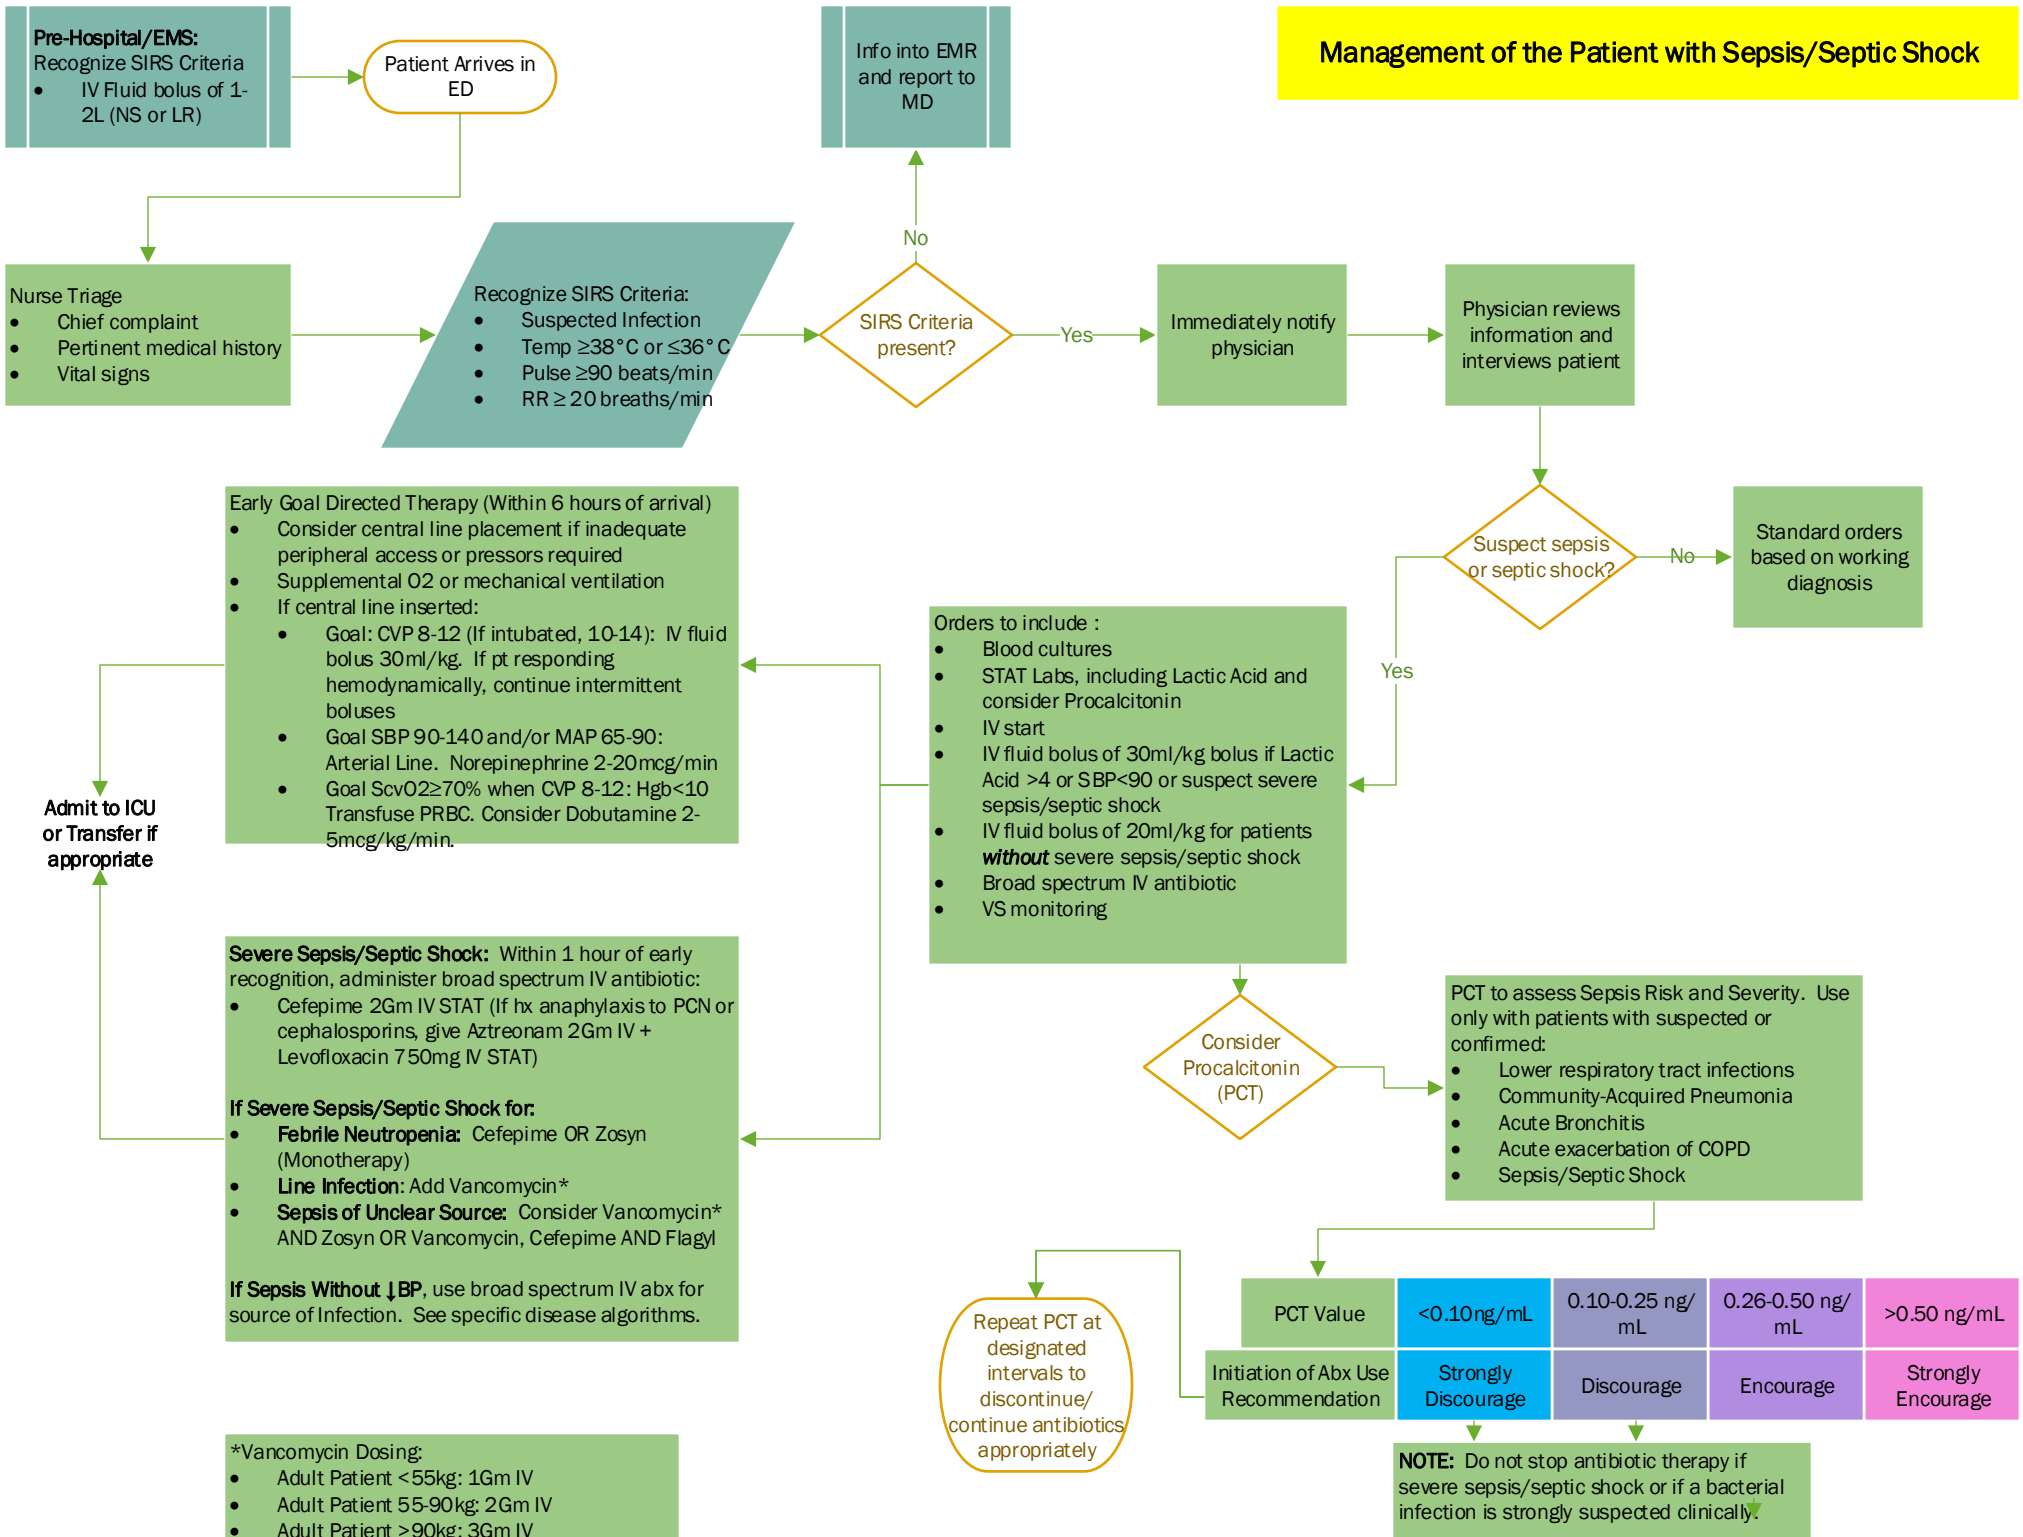 Pre-Hospital/EMS:
Recognize SIRS Criteria
• IV Fluid bolus of 1-
2L (NS or LR)
Patient Arrives in
ED
Info into EMR
and report to
MD
Management of the Patient with Sepsis/Septic Shock
Nurse Triage
• Chief complaint
• Pertinent medical history
• Vital signs
Recognize SIRS Criteria:
• Suspected Infection
• Temp ≥38°C or ≤36°C
• Pulse ≥90 beats/min
• RR ≥ 20 breaths/min
No
SIRS Criteria
present?
Yes
Immediately notify
physician
Physician reviews
information and
interviews patient
Suspect sepsis
or septic shock?
No
Standard orders
based on working
diagnosis
Yes
Orders to include :
• Blood cultures
• STAT Labs, including Lactic Acid and
consider Procalcitonin
• IV start
• IV fluid bolus of 30ml/kg bolus if Lactic
Acid >4 or SBP<90 or suspect severe
sepsis/septic shock
• IV fluid bolus of 20ml/kg for patients
without severe sepsis/septic shock
• Broad spectrum IV antibiotic
• VS monitoring
Early Goal Directed Therapy (Within 6 hours of arrival)
• Consider central line placement if inadequate
peripheral access or pressors required
• Supplemental O2 or mechanical ventilation
• If central line inserted:
• Goal: CVP 8-12 (If intubated, 10-14): IV fluid
bolus 30ml/kg. If pt responding
hemodynamically, continue intermittent
boluses
• Goal SBP 90-140 and/or MAP 65-90:
Arterial Line. Norepinephrine 2-20mcg/min
• Goal ScvO2≥70% when CVP 8-12: Hgb<10
Transfuse PRBC. Consider Dobutamine 2-
5mcg/kg/min.
Admit to ICU
or Transfer if
appropriate
Severe Sepsis/Septic Shock: Within 1 hour of early
recognition, administer broad spectrum IV antibiotic:
• Cefepime 2Gm IV STAT (If hx anaphylaxis to PCN or
cephalosporins, give Aztreonam 2Gm IV +
Levofloxacin 750mg IV STAT)
If Severe Sepsis/Septic Shock for:
• Febrile Neutropenia: Cefepime OR Zosyn
(Monotherapy)
• Line Infection: Add Vancomycin*
• Sepsis of Unclear Source: Consider Vancomycin*
AND Zosyn OR Vancomycin, Cefepime AND Flagyl
If Sepsis Without ↓BP, use broad spectrum IV abx for
source of Infection. See specific disease algorithms.
Consider
Procalcitonin
(PCT)
PCT to assess Sepsis Risk and Severity. Use
only with patients with suspected or
confirmed:
• Lower respiratory tract infections
• Community-Acquired Pneumonia
• Acute Bronchitis
• Acute exacerbation of COPD
• Sepsis/Septic Shock
PCT Value
<0.10ng/mL
0.10-0.25 ng/
mL
0.26-0.50 ng/
mL
>0.50 ng/mL
Initiation of Abx Use
Recommendation
Strongly
Discourage
Discourage
Encourage
Strongly
Encourage
Repeat PCT at
designated
intervals to
discontinue/
continue antibiotics
appropriately
NOTE: Do not stop antibiotic therapy if
severe sepsis/septic shock or if a bacterial
infection is strongly suspected clinically.
*Vancomycin Dosing:
• Adult Patient <55kg: 1Gm IV
• Adult Patient 55-90kg: 2Gm IV
• Adult Patient >90kg: 3Gm IV